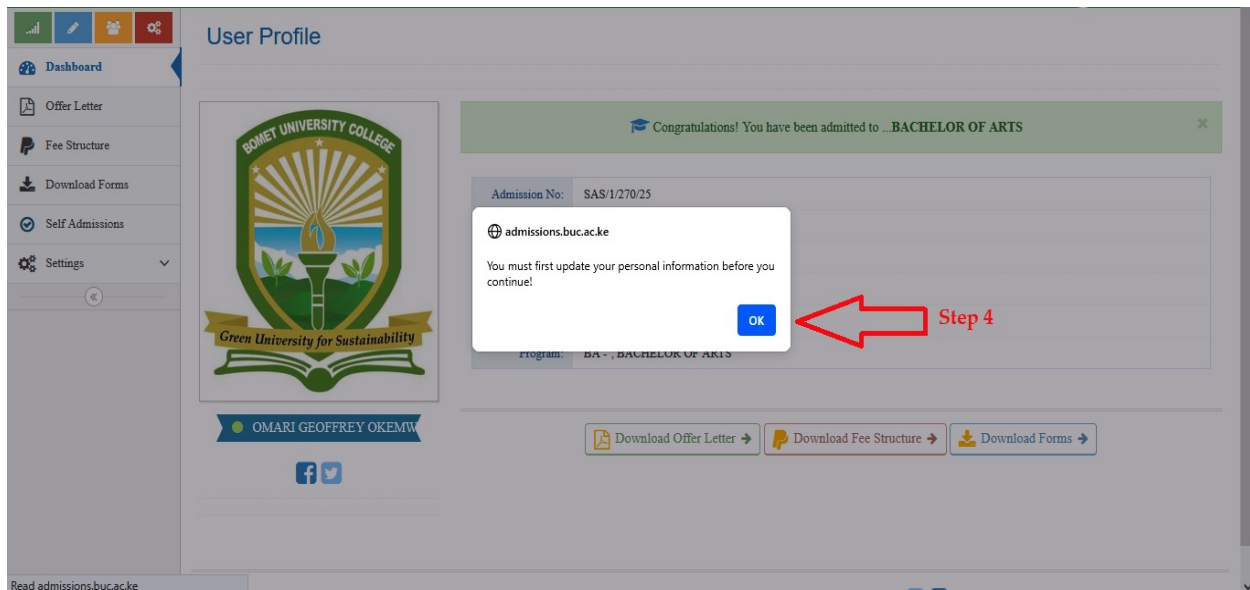 User Profile
Dashboard
Offer Letter
Fee Structure
Download Forms
Self Admissions
Settings
BOMET UNIVERSITY COLLEGE
Green University for Sustainability
OMARI GEOFFREY OKEMW
Congratulations! You have been admitted to ...BACHELOR OF ARTS
Admission No: SAS/1/270/25
admissions.buc.ac.ke
You must first update your personal information before you
continue!
OK
Step 4
Program: BA - , BACHELOR OF ARTS
Download Offer Letter
Download Fee Structure
Download Forms
Read admissions.buc.ac.ke